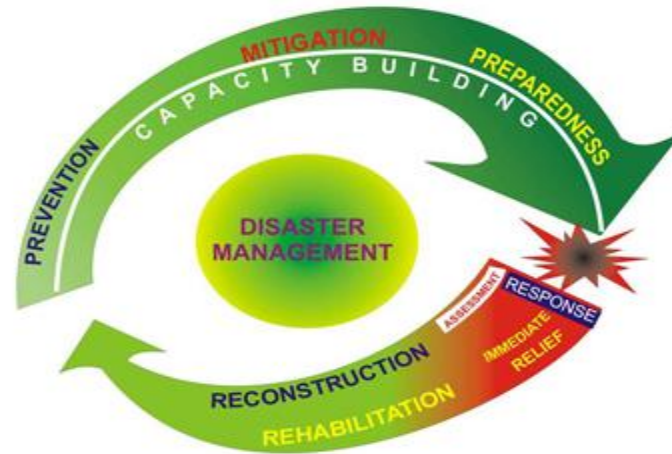 MITIGATION
PREPAREDNESS
CAPACITY BUILDING
PREVENTION
DISASTER
MANAGEMENT
ASSESSMENT
RESPONSE
IMMEDIATE
RELIEF
RECONSTRUCTION
REHABILITATION